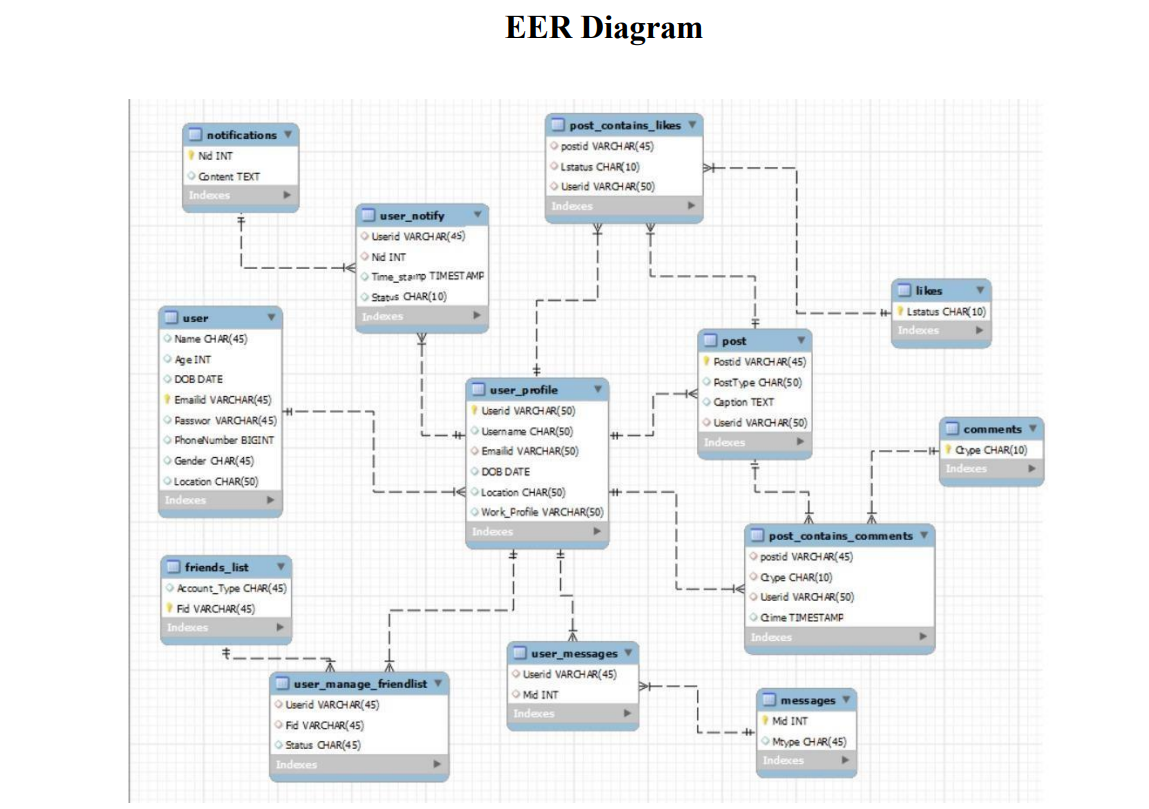 EER Diagram
notifications
Nid INT
Content TEXT
Indexes
post_contains_likes
postid VARCHAR(45)
Lstatus CHAR(10)
Userid VARCHAR(50)
Indexes
user_notify
Userid VARCHAR(45)
Nid INT
Time_stamp TIMESTAMP
Status CHAR(10)
Indexes
likes
Lstatus CHAR(10)
Indexes
user
Name CHAR(45)
Age INT
DOB DATE
Emailid VARCHAR(45)
Passwor VARCHAR(45)
PhoneNumber BIGINT
Gender CHAR(45)
Location CHAR(50)
Indexes
post
Postid VARCHAR(45)
PostType CHAR(50)
Caption TEXT
Userid VARCHAR(50)
Indexes
user_profile
Userid VARCHAR(50)
Username CHAR(50)
Emailid VARCHAR(50)
DOB DATE
Location CHAR(50)
Work_Profile VARCHAR(50)
Indexes
comments
Ctype CHAR(10)
Indexes
post_contains_comments
postid VARCHAR(45)
Ctype CHAR(10)
Userid VARCHAR(50)
Ctime TIMESTAMP
Indexes
friends_list
Account_Type CHAR(45)
Fid VARCHAR(45)
Indexes
user_messages
Userid VARCHAR(45)
Mid INT
Indexes
user_manage_friendlist
Userid VARCHAR(45)
Fid VARCHAR(45)
Status CHAR(45)
Indexes
messages
Mid INT
Mtype CHAR(45)
Indexes